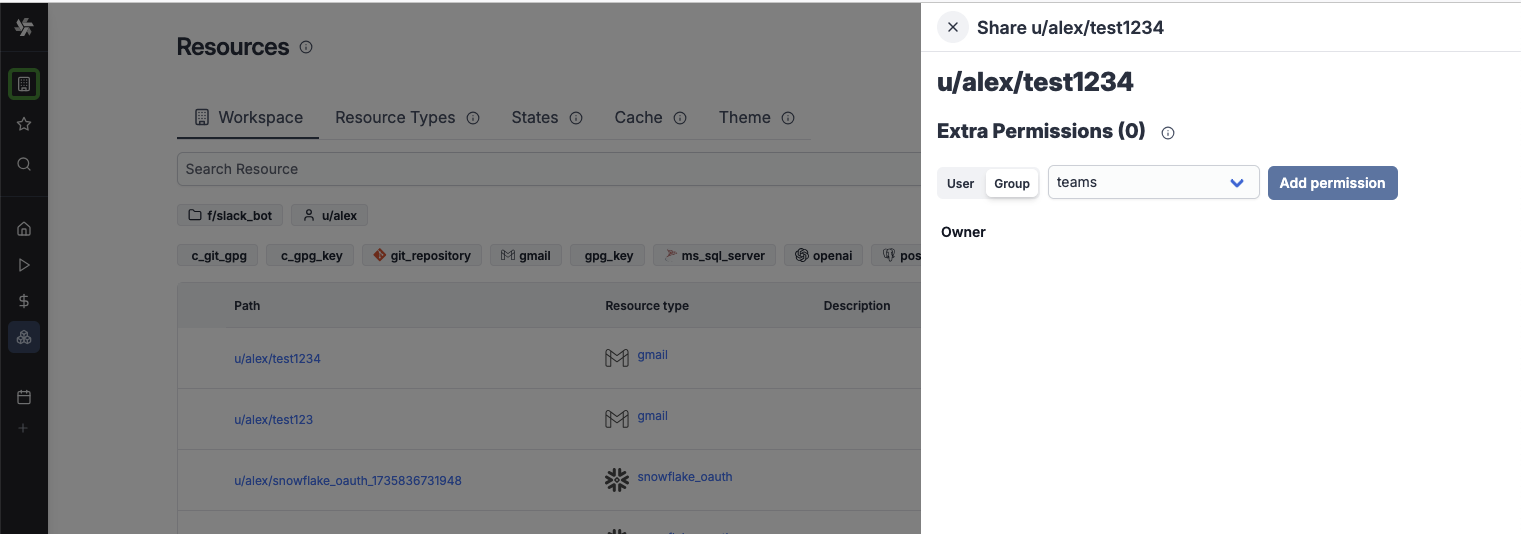 Resources
Workspace Resource Types States Cache Theme
Search Resource
f/slack_bot u/alex
c_git_gpg c_gpg_key git_repository gmail gpg_key ms_sql_server openai pos
Path Resource type Description
u/alex/test1234 gmail
u/alex/test123 gmail
u/alex/snowflake_oauth_1735836731948 snowflake_oauth
Share u/alex/test1234
u/alex/test1234
Extra Permissions (0)
User Group teams Add permission
Owner